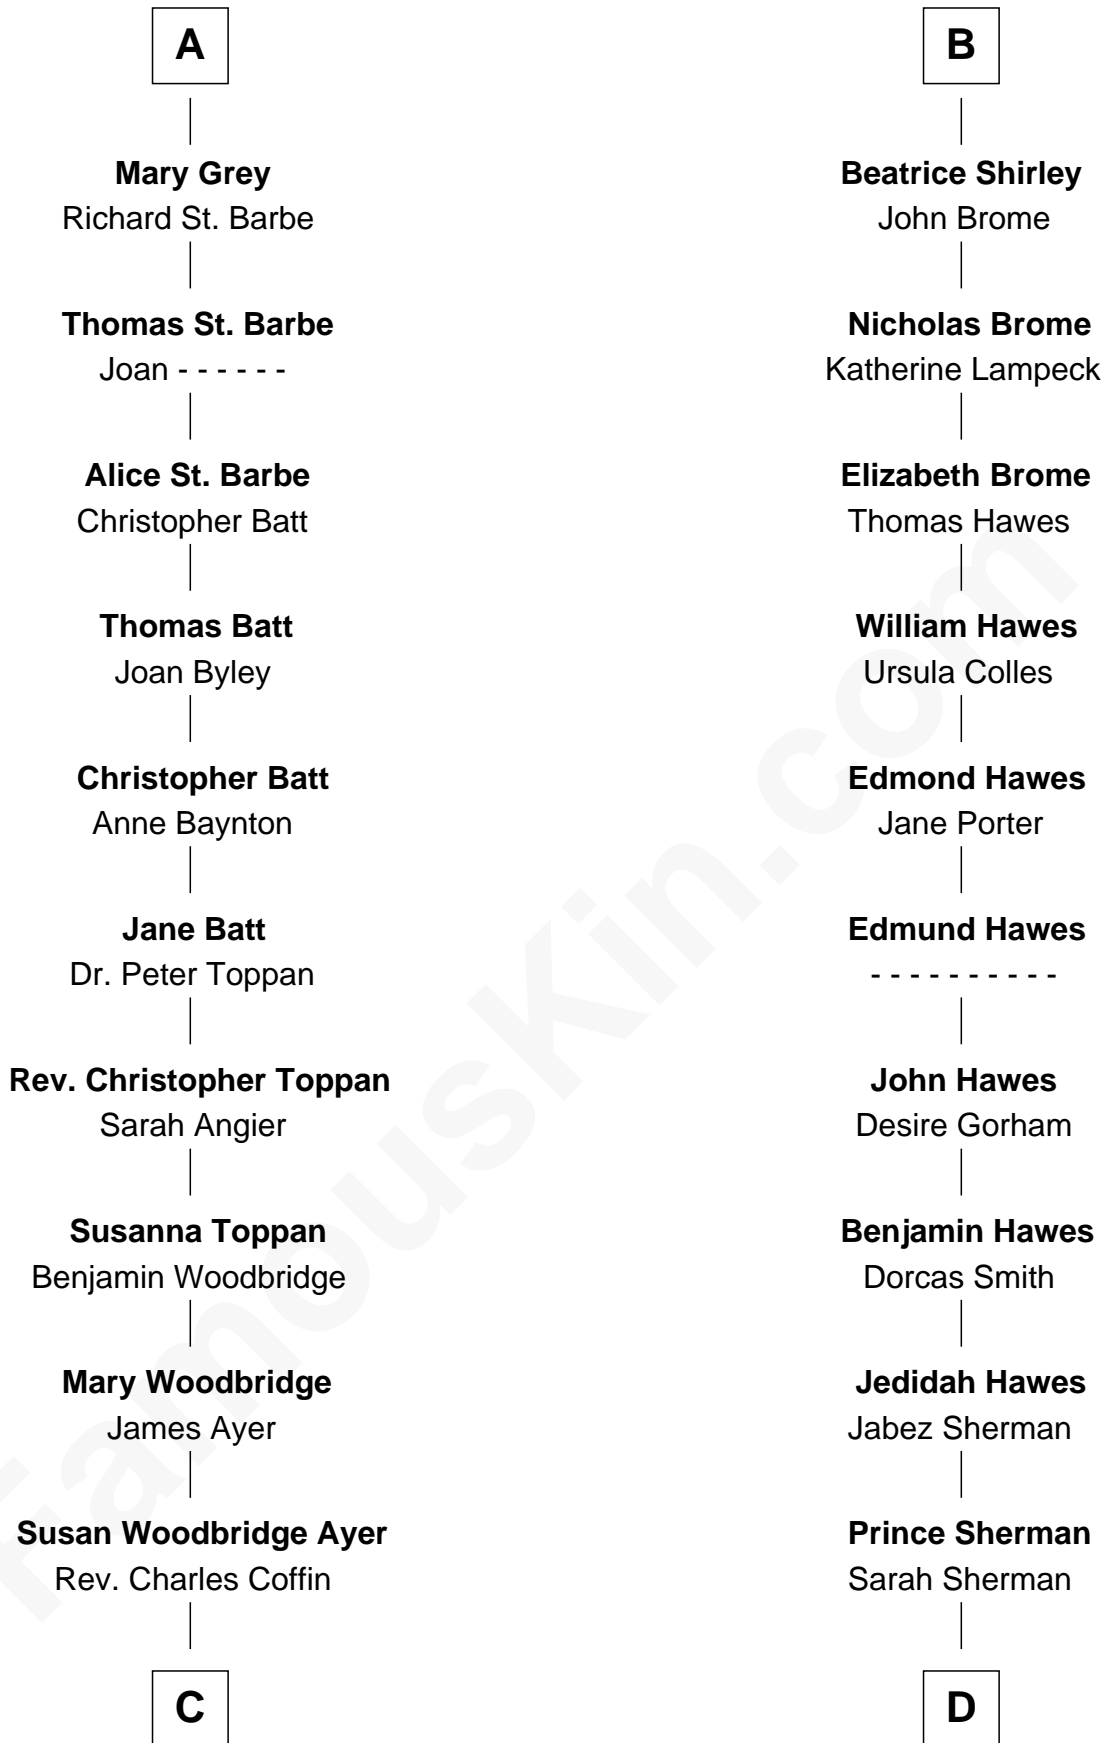 A
Mary Grey
Richard St. Barbe
Thomas St. Barbe
Joan - - - - - -
Alice St. Barbe
Christopher Batt
Thomas Batt
Joan Byley
Christopher Batt
Anne Baynton
Jane Batt
Dr. Peter Toppan
Rev. Christopher Toppan
Sarah Angier
Susanna Toppan
Benjamin Woodbridge
Mary Woodbridge
James Ayer
Susan Woodbridge Ayer
Rev. Charles Coffin
C
B
Beatrice Shirley
John Brome
Nicholas Brome
Katherine Lampeck
Elizabeth Brome
Thomas Hawes
William Hawes
Ursula Colles
Edmond Hawes
Jane Porter
Edmund Hawes
- - - - - - - - - -
John Hawes
Desire Gorham
Benjamin Hawes
Dorcas Smith
Jedidah Hawes
Jabez Sherman
Prince Sherman
Sarah Sherman
D
FamousKin.com